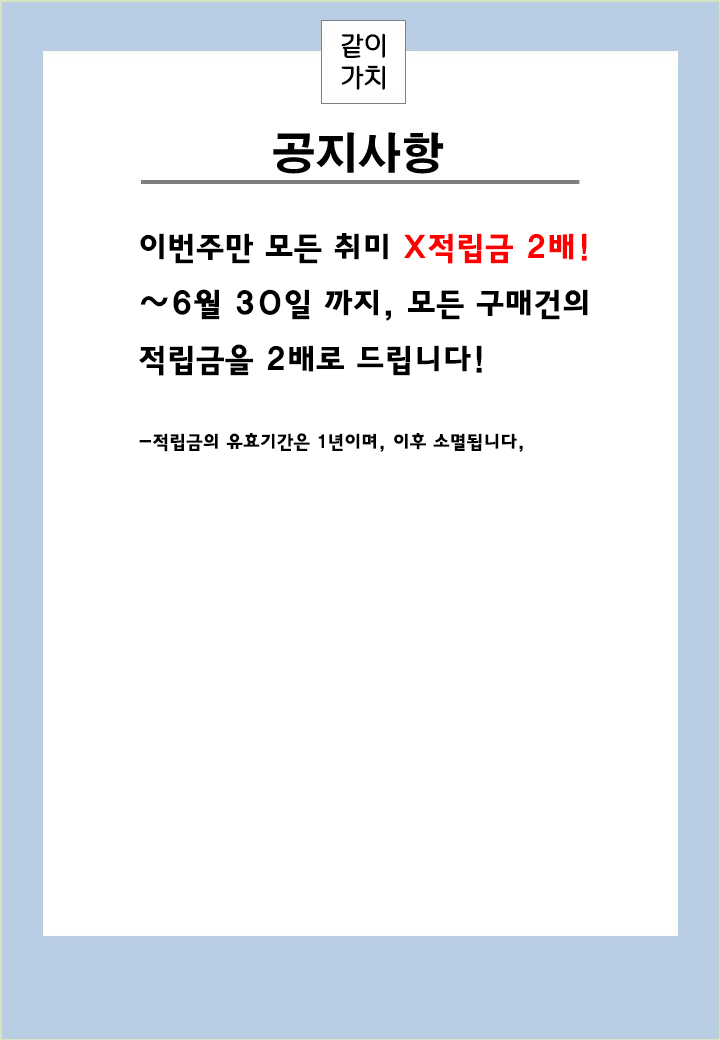 같이
가치
공지사항
이번주만 모든 취미 X적립금 2배!
~6월 30일 까지, 모든 구매건의
적립금을 2배로 드립니다!
-적립금의 유효기간은 1년이며, 이후 소멸됩니다,